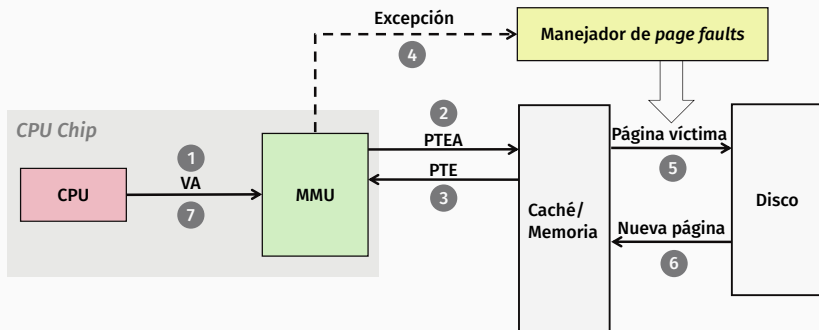 Excepción
4
Manejador de page faults
CPU Chip
2
PTEA
Página víctima
1
VA
5
CPU
MMU
PTE
7
3
Caché/
Memoria
Disco
Nueva página
6